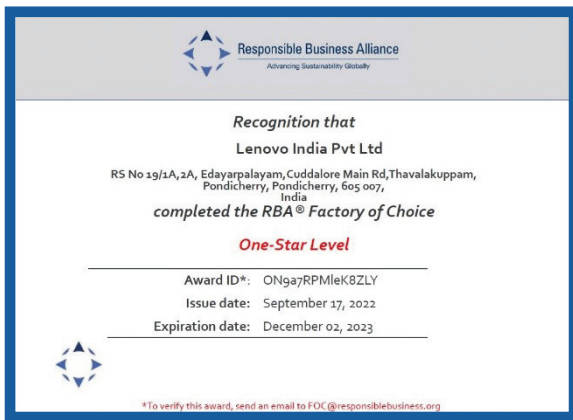 Responsible Business Alliance
Advancing Sustainability Globally
Recognition that
Lenovo India Pvt Ltd
RS No 19/1A,2A, Edayarpalayam,Cuddalore Main Rd,Thavalakuppam,
Pondicherry, Pondicherry, 605 007,
India
completed the RBA® Factory of Choice
One-Star Level
Award ID*: ON9a7RPMleK8ZLY
Issue date: September 17, 2022
Expiration date: December 02, 2023
*To verify this award, send an email to FOC@responsiblebusiness.org